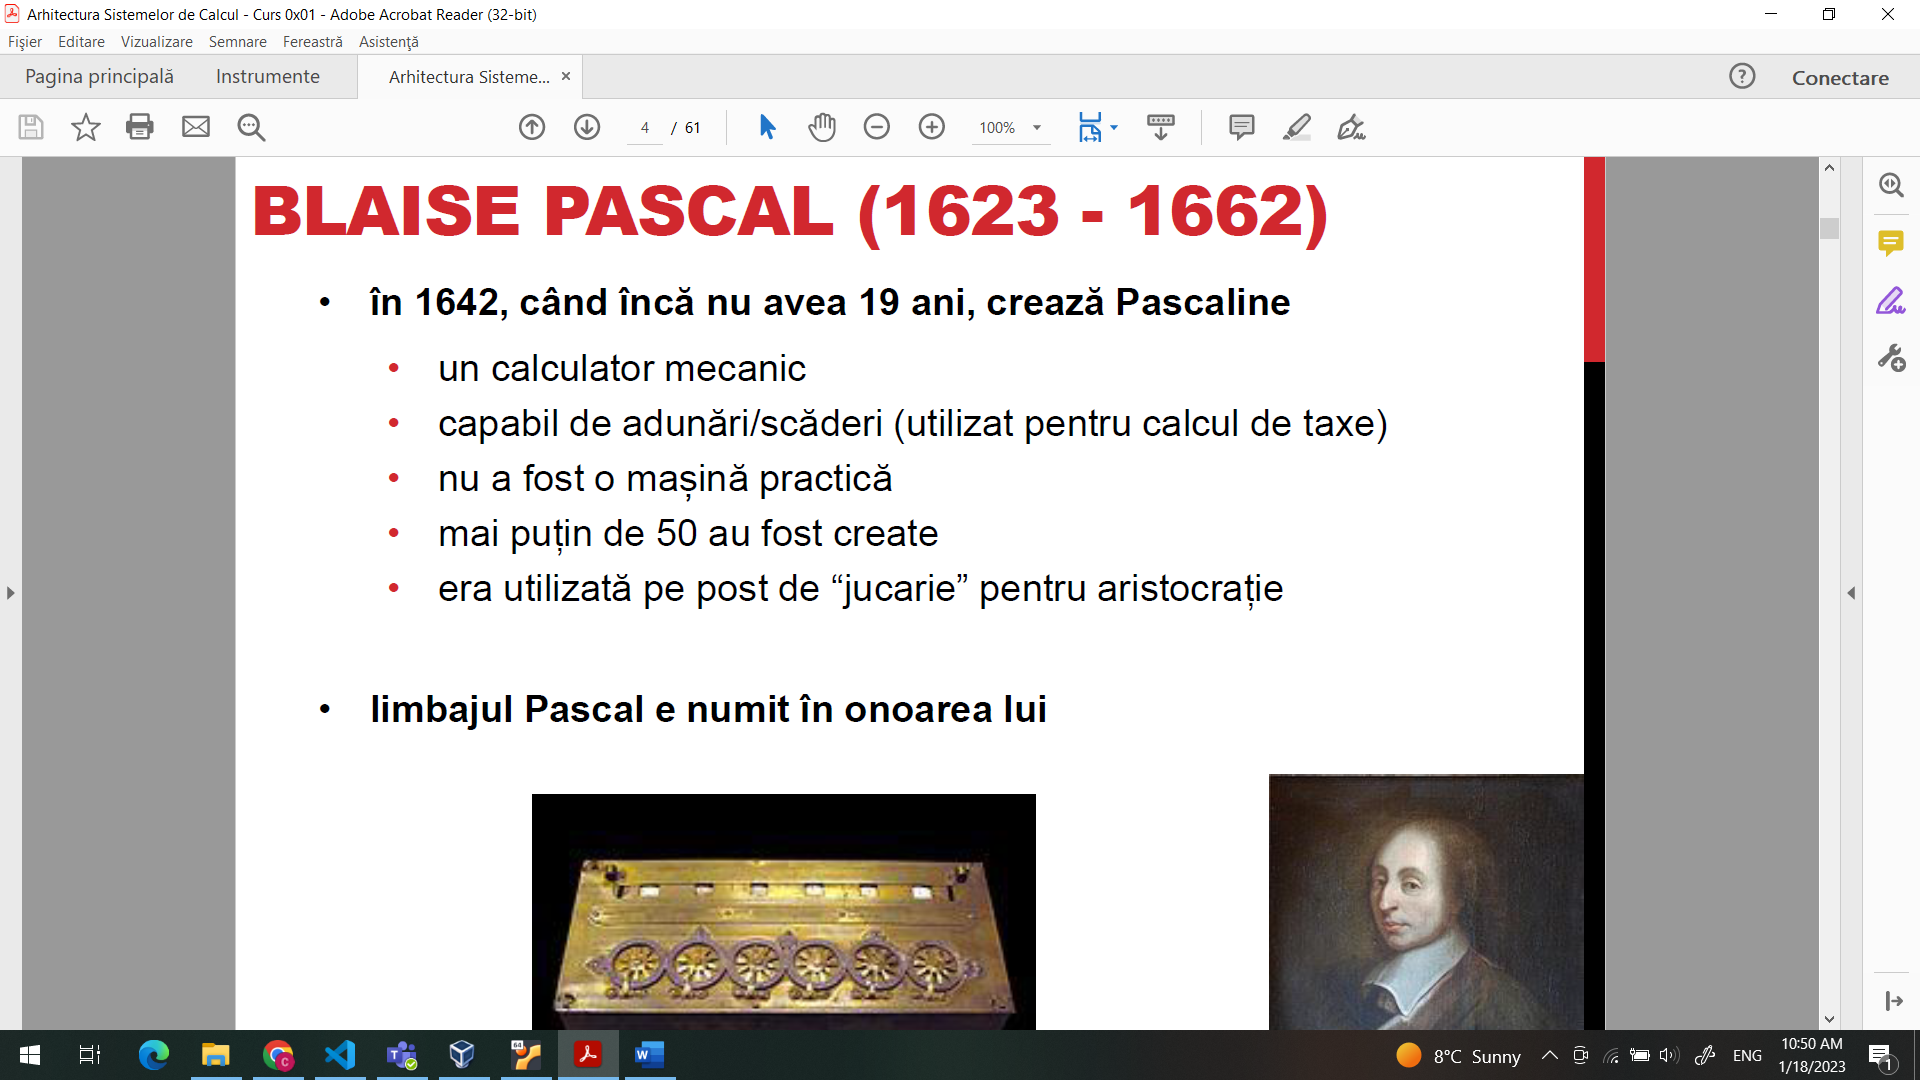 Arhitectura Sistemelor de Calcul - Curs 0x01 - Adobe Acrobat Reader (32-bit)
Fișier Editare Vizualizare Semnare Fereastră Asistență
Pagina principală Instrumente Arhitectura Sisteme... × ? Conectare
4 / 61 100%
BLAISE PASCAL (1623 - 1662)
• în 1642, când încă nu avea 19 ani, crează Pascaline
• un calculator mecanic
• capabil de adunări/scăderi (utilizat pentru calcul de taxe)
• nu a fost o mașină practică
• mai puțin de 50 au fost create
• era utilizată pe post de “jucarie” pentru aristocrație
• limbajul Pascal e numit în onoarea lui
64
8°C Sunny ENG 10:50 AM
1/18/2023
1